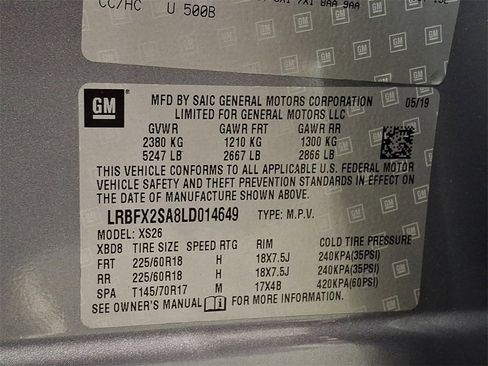 CC/HC U 500B
GM
MFD BY SAIC GENERAL MOTORS CORPORATION 05/19
LIMITED FOR GENERAL MOTORS LLC
GVWR GAWR FRT GAWR RR
2380 KG 1210 KG 1300 KG
5247 LB 2667 LB 2866 LB
THIS VEHICLE CONFORMS TO ALL APPLICABLE U.S. FEDERAL MOTOR
VEHICLE SAFETY AND THEFT PREVENTION STANDARDS IN EFFECT ON
THE DATE OF MANUFACTURE SHOWN ABOVE.
LRBFX2SA8LD014649 TYPE: M.P.V.
MODEL: XS26
XBD8 TIRE SIZE SPEED RTG RIM COLD TIRE PRESSURE
FRT 225/60R18 H 18X7.5J 240KPA(35PSI)
RR 225/60R18 H 18X7.5J 240KPA(35PSI)
SPA T145/70R17 M 17X4B 420KPA(60PSI)
SEE OWNER'S MANUAL FOR MORE INFORMATION